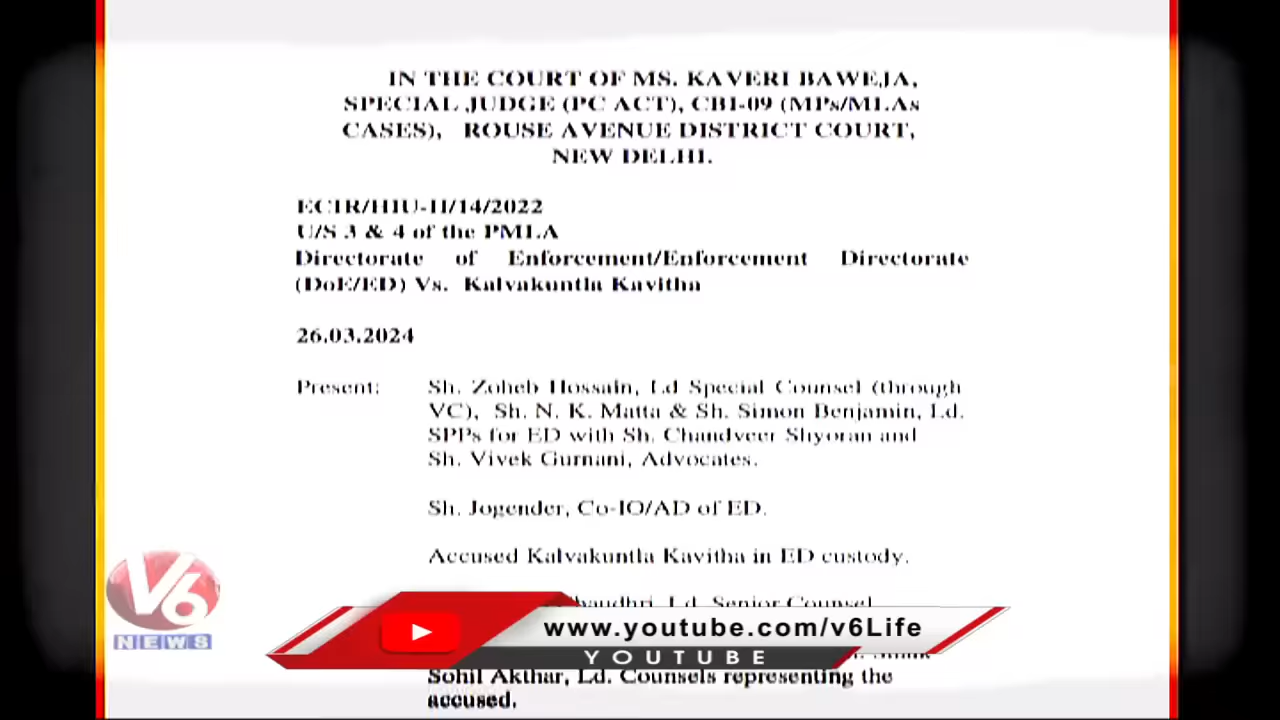 IN THE COURT OF MS. KAVERI BAWEJA,
SPECIAL JUDGE (PC ACT), CBI-09 (MPs/MLAs
CASES), ROUSE AVENUE DISTRICT COURT,
NEW DELHI.
ECIR/HIU-II/14/2022
U/S 3 & 4 of the PMLA
Directorate of Enforcement/Enforcement Directorate
(DoE/ED) Vs. Kalvakuntla Kavitha
26.03.2024
Present: Sh. Zoheb Hossain, Ld Special Counsel (through
VC), Sh. N. K. Matta & Sh. Simon Benjamin, Ld.
SPPs for ED with Sh. Chandveer Shyoran and
Sh. Vivek Gurnani, Advocates.
Sh. Jogender, Co-IO/AD of ED.
Accused Kalvakuntla Kavitha in ED custody.
Ld. Senior Counsel
V6
NEWS
www.youtube.com/v6Life
YOUTUBE
Sohil Akthar, Ld. Counsels representing the
accused.